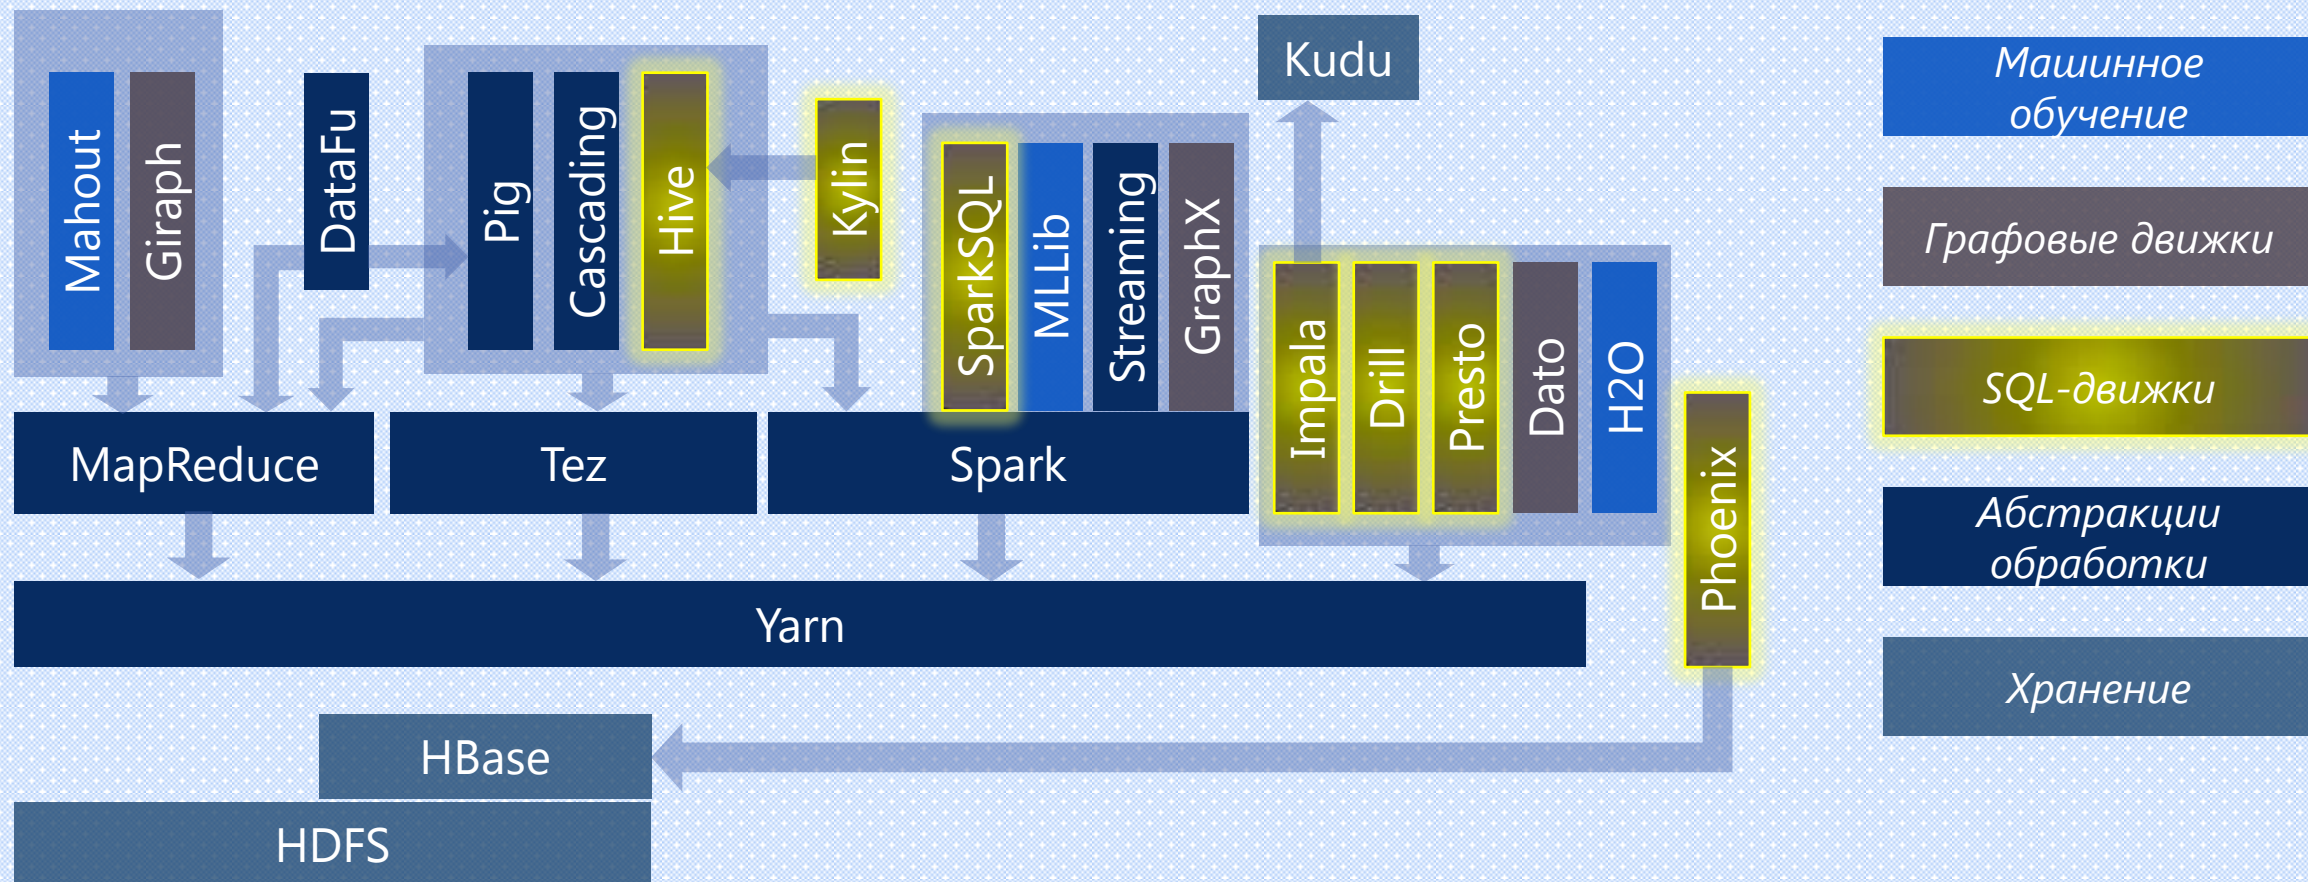 Mahout
Giraph
DataFu
Pig
Cascading
Hive
Kylin
SparkSQL
MLLib
Streaming
GraphX
Kudu
Impala
Drill
Presto
Dato
H2O
Phoenix
MapReduce
Tez
Spark
Yarn
HBase
HDFS
Машинное
обучение
Графовые движки
SQL-движки
Абстракции
обработки
Хранение